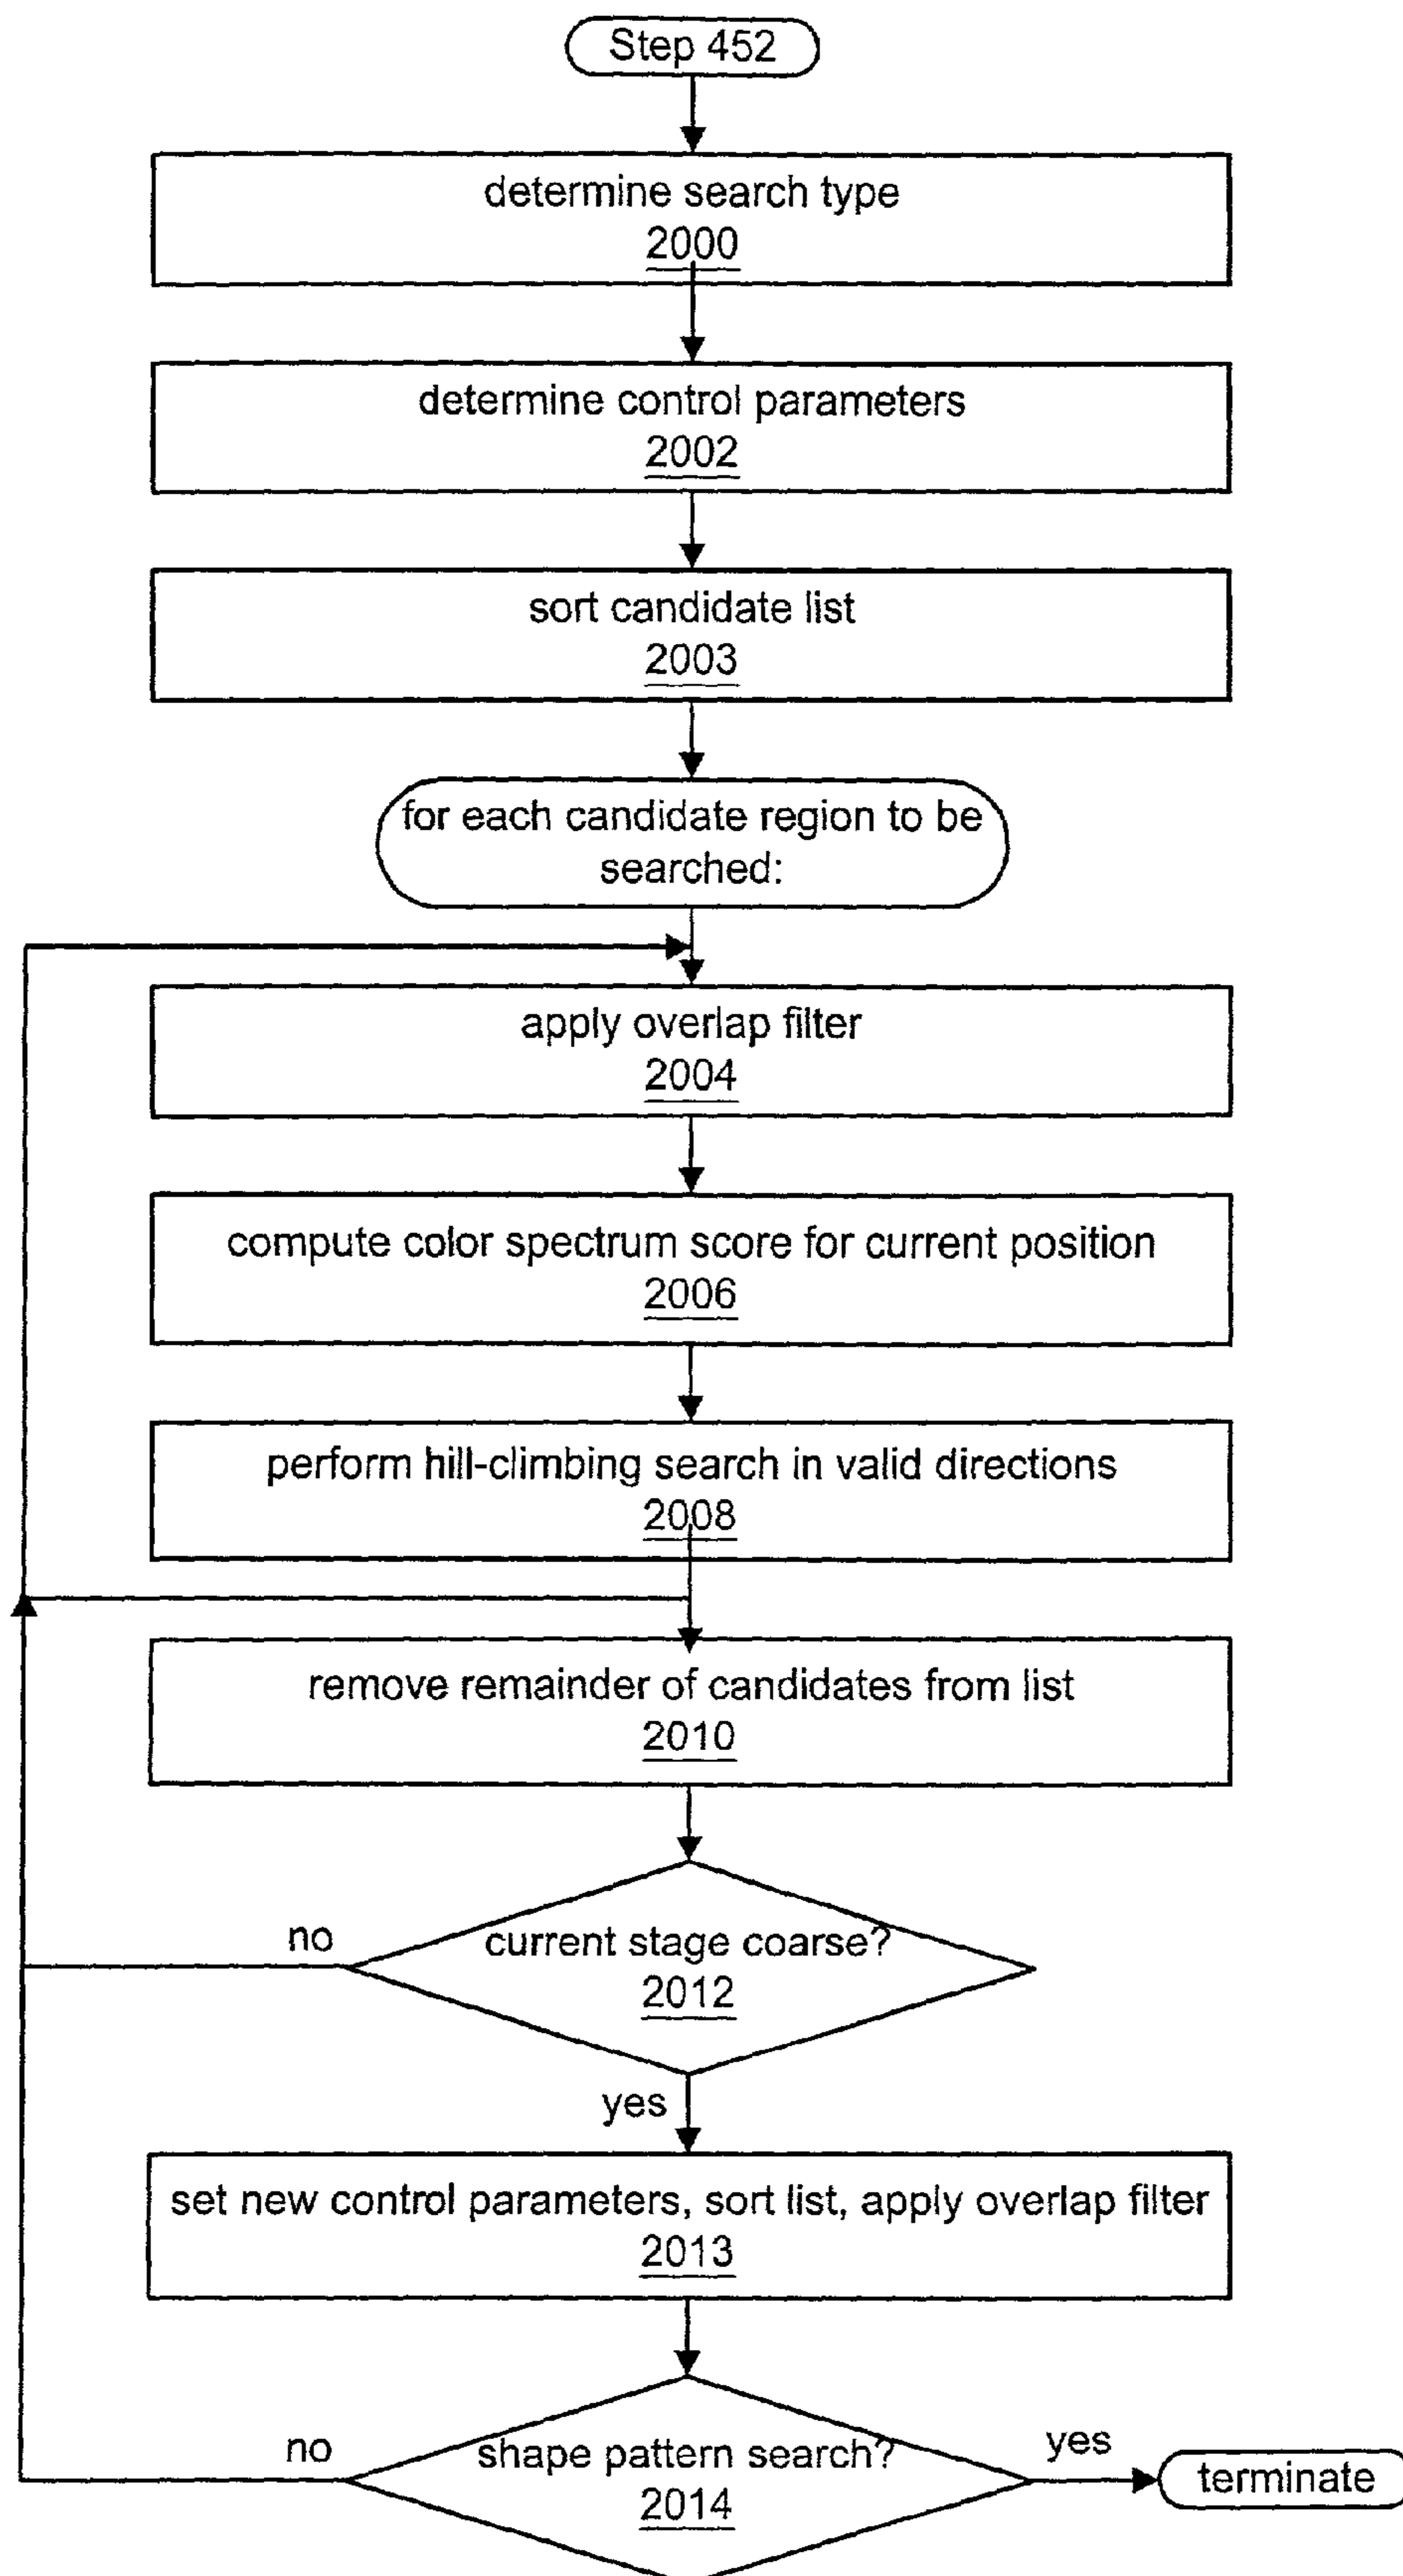 Step 452
determine search type
2000
determine control parameters
2002
sort candidate list
2003
for each candidate region to be
searched:
apply overlap filter
2004
compute color spectrum score for current position
2006
perform hill-climbing search in valid directions
2008
remove remainder of candidates from list
2010
no
current stage coarse?
2012
yes
set new control parameters, sort list, apply overlap filter
2013
no
shape pattern search?
2014
yes
terminate